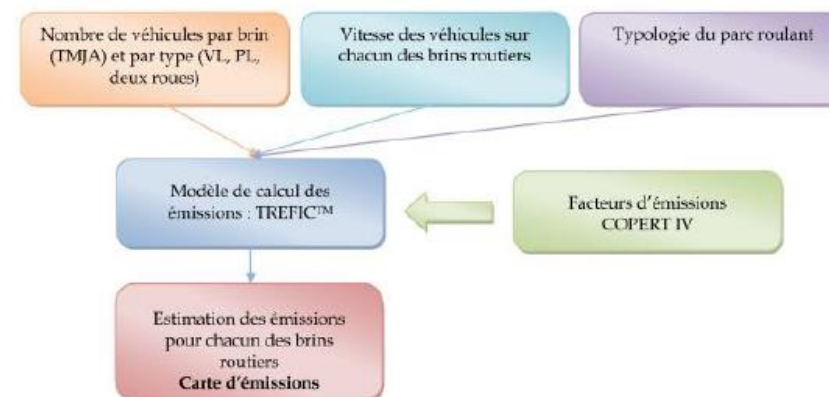 Nombre de véhicules par brin
(TMJA) et par type (VL, PL,
deux roues)
Vitesse des véhicules sur
chacun des brins routiers
Typologie du parc roulant
Modèle de calcul des
émissions : TREFIC™
Facteurs d'émissions
COPERT IV
Estimation des émissions
pour chacun des brins
routiers
Carte d'émissions